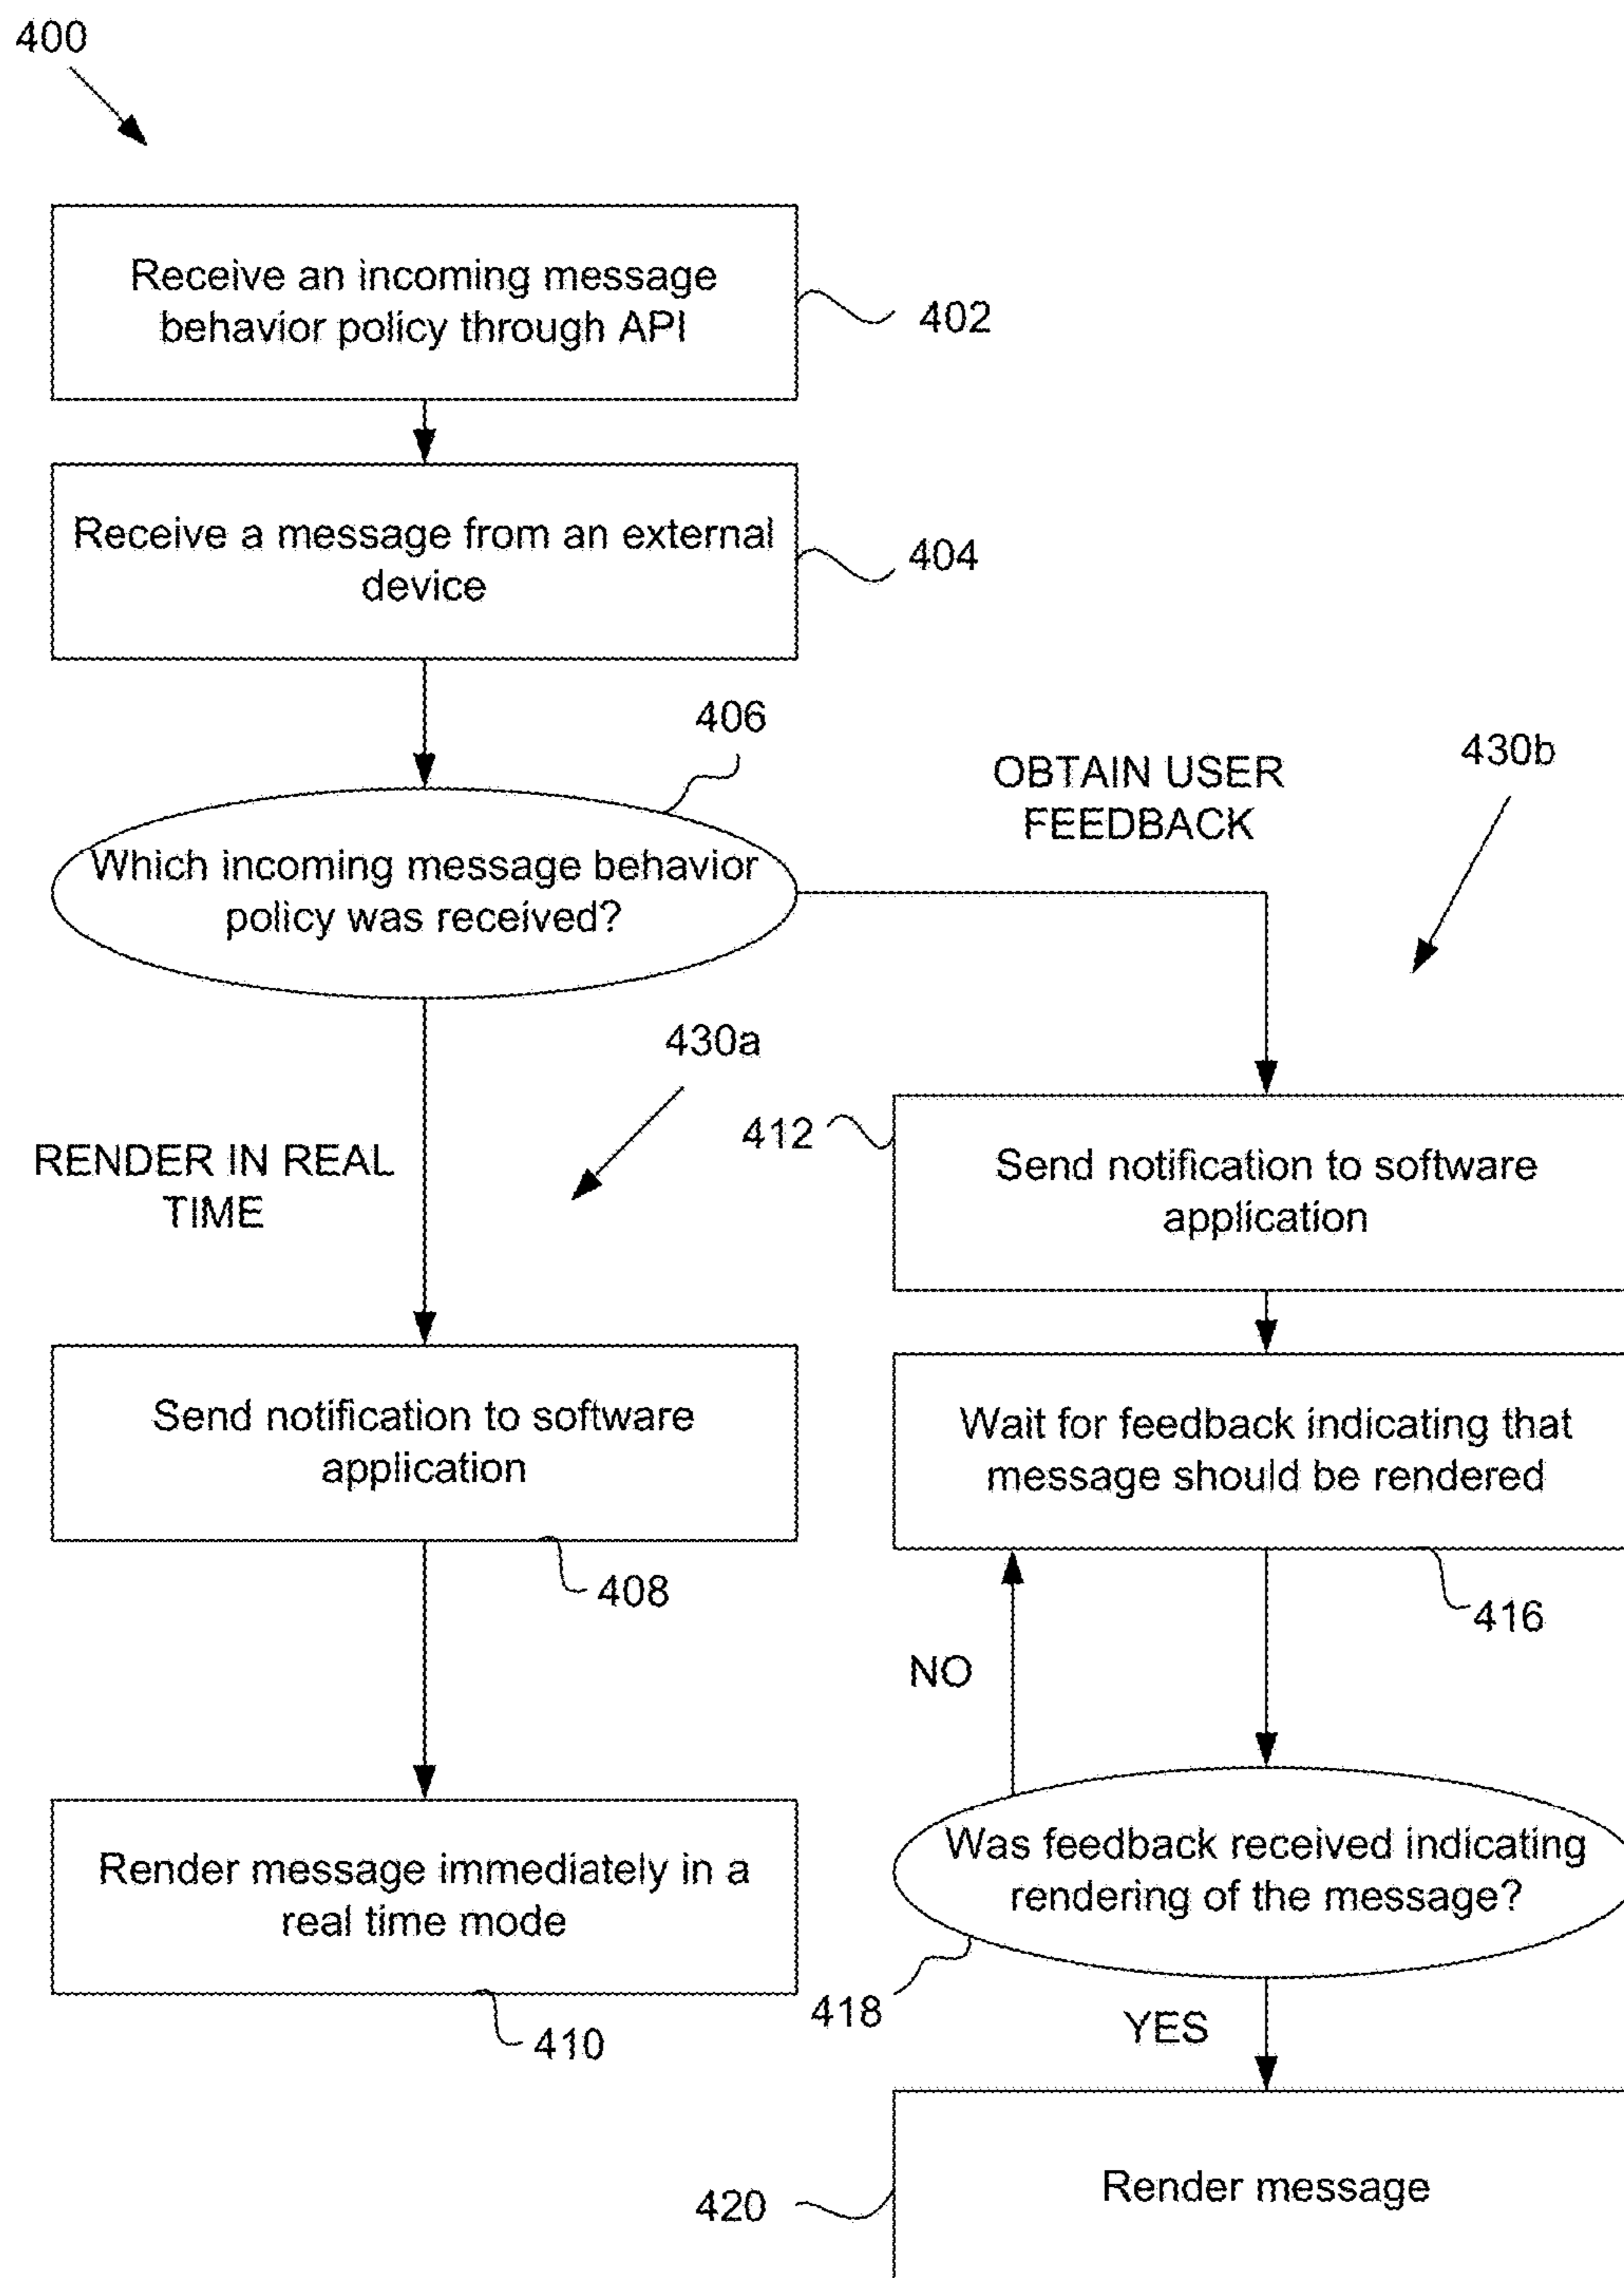 400
Receive an incoming message
behavior policy through API
402
Receive a message from an external
device
404
406
Which incoming message behavior
policy was received?
OBTAIN USER
FEEDBACK
430b
430a
RENDER IN REAL
TIME
412
Send notification to software
application
Send notification to software
application
408
Wait for feedback indicating that
message should be rendered
416
NO
Render message immediately in a
real time mode
410
Was feedback received indicating
rendering of the message?
418
YES
Render message
420